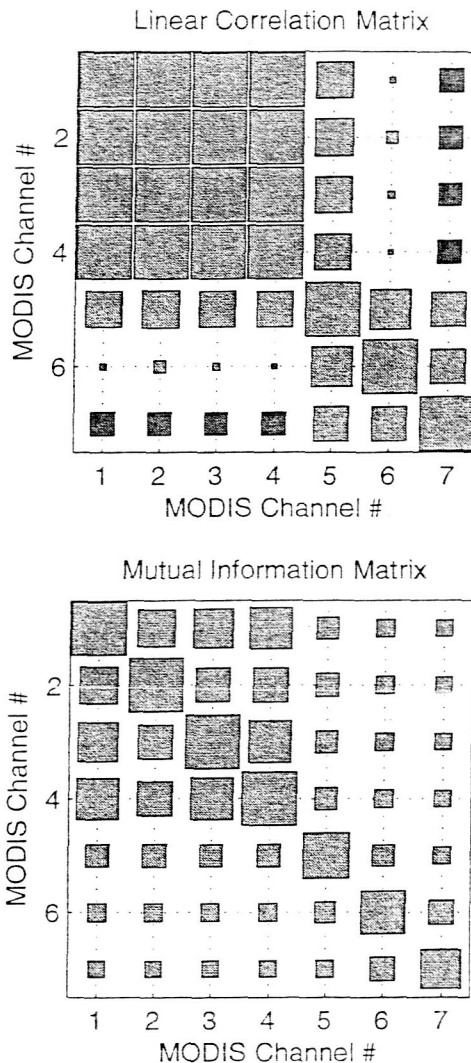 Linear Correlation Matrix
MODIS Channel #
2
4
6
1 2 3 4 5 6 7
MODIS Channel #
Mutual Information Matrix
MODIS Channel #
2
4
6
1 2 3 4 5 6 7
MODIS Channel #